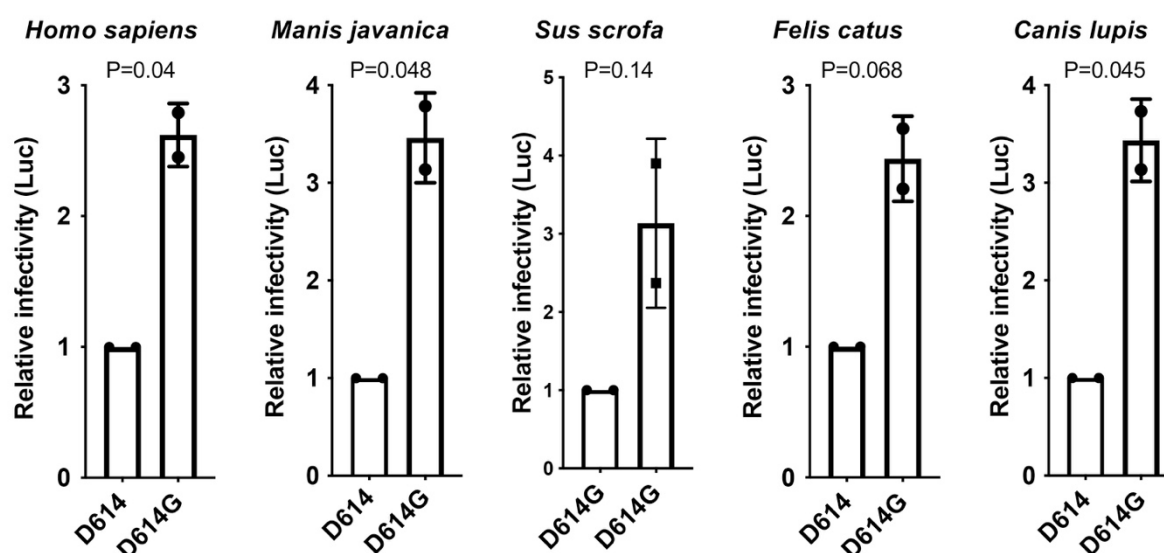 Homo sapiens
P=0.04
Relative infectivity (Luc)
3
2
1
0
D614
D614G
Manis javanica
P=0.048
Relative infectivity (Luc)
4
3
2
1
0
D614
D614G
Sus scrofa
P=0.14
Relative infectivity (Luc)
5
4
3
2
1
0
D614G
D614G
Felis catus
P=0.068
Relative infectivity (Luc)
3
2
1
0
D614
D614G
Canis lupis
P=0.045
Relative infectivity (Luc)
4
3
2
1
0
D614
D614G